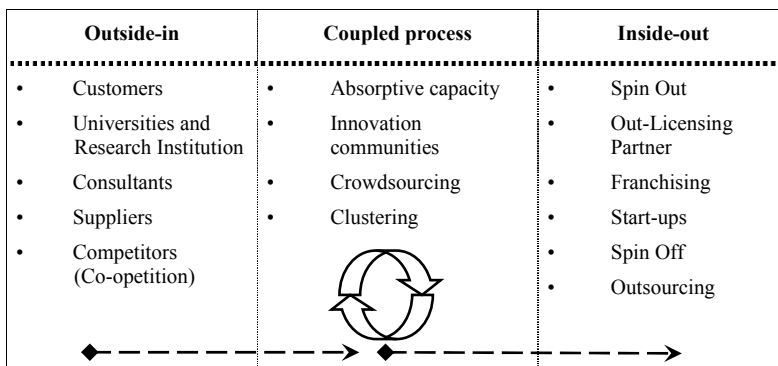 Outside-in
• Customers
• Universities and
Research Institution
• Consultants
• Suppliers
• Competitors
(Co-opetition)
Coupled process
• Absorptive capacity
• Innovation
communities
• Crowdsourcing
• Clustering
Inside-out
• Spin Out
• Out-Licensing
Partner
• Franchising
• Start-ups
• Spin Off
• Outsourcing